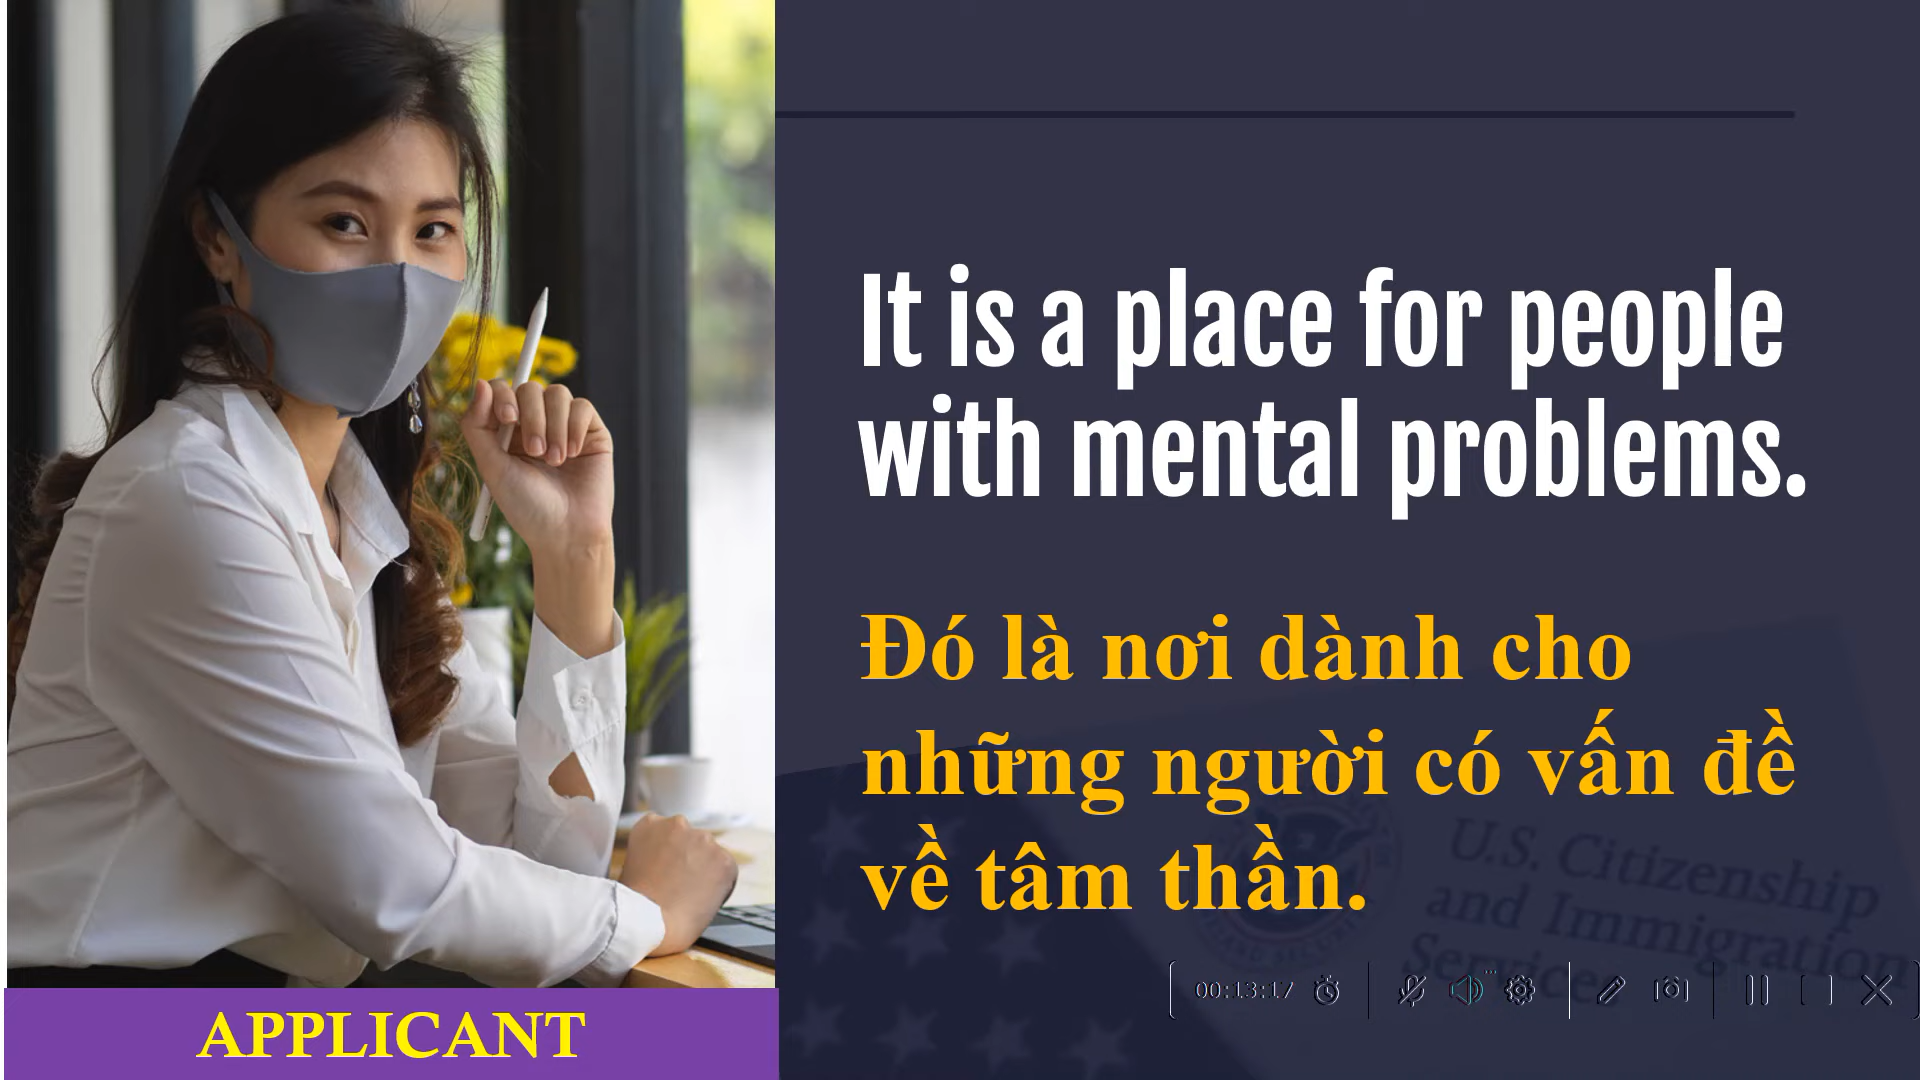 It is a place for people
with mental problems.
Đó là nơi dành cho
những người có vấn đề
về tâm thần.
U.S. Citizenship
and Immigration
Services
00:13:17
APPLICANT